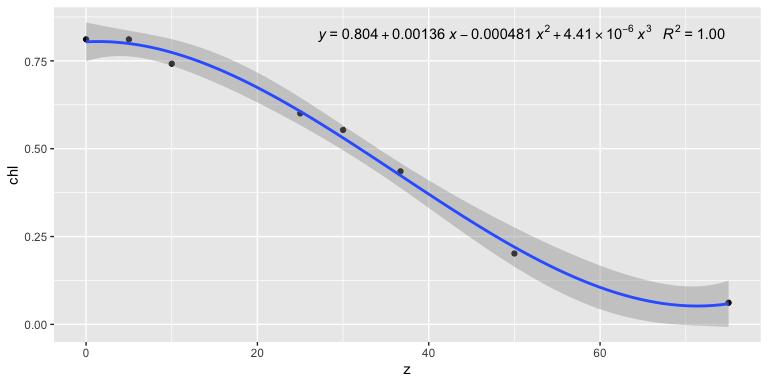 y = 0.804 + 0.00136 x − 0.000481 x² + 4.41 × 10⁻⁶ x³ R² = 1.00
0.75
0.50
0.25
0.00
chl
0 20 40 60
z